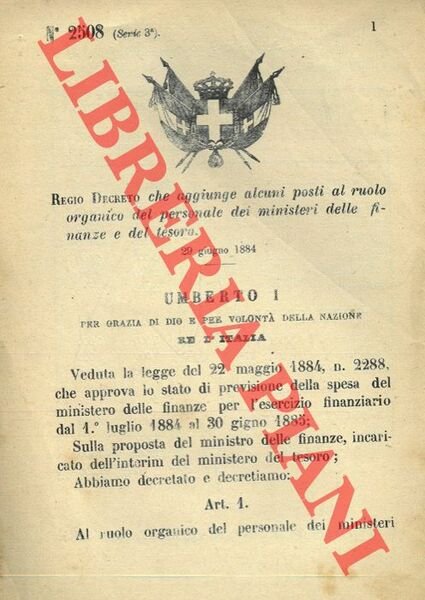 N° 2508 (Serie 3ª).
1
REGIO DECRETO che aggiunge alcuni posti al ruolo
organico del personale dei ministeri delle fi-
nanze e del tesoro.
29 giugno 1884
UMBERTO I
PER GRAZIA DI DIO E PER VOLONTÀ DELLA NAZIONE
RE D'ITALIA
Veduta la legge del 22 maggio 1884, n. 2288,
che approva lo stato di previsione della spesa del
ministero delle finanze per l'esercizio finanziario
dal 1.° luglio 1884 al 30 gigno 1885;
Sulla proposta del ministro delle finanze, incari-
cato dell'interim del ministero del tesoro;
Abbiamo decretato e decretiamo:
Art. 1.
Al ruolo organico del personale dei ministeri
LIBRERIA PIANI